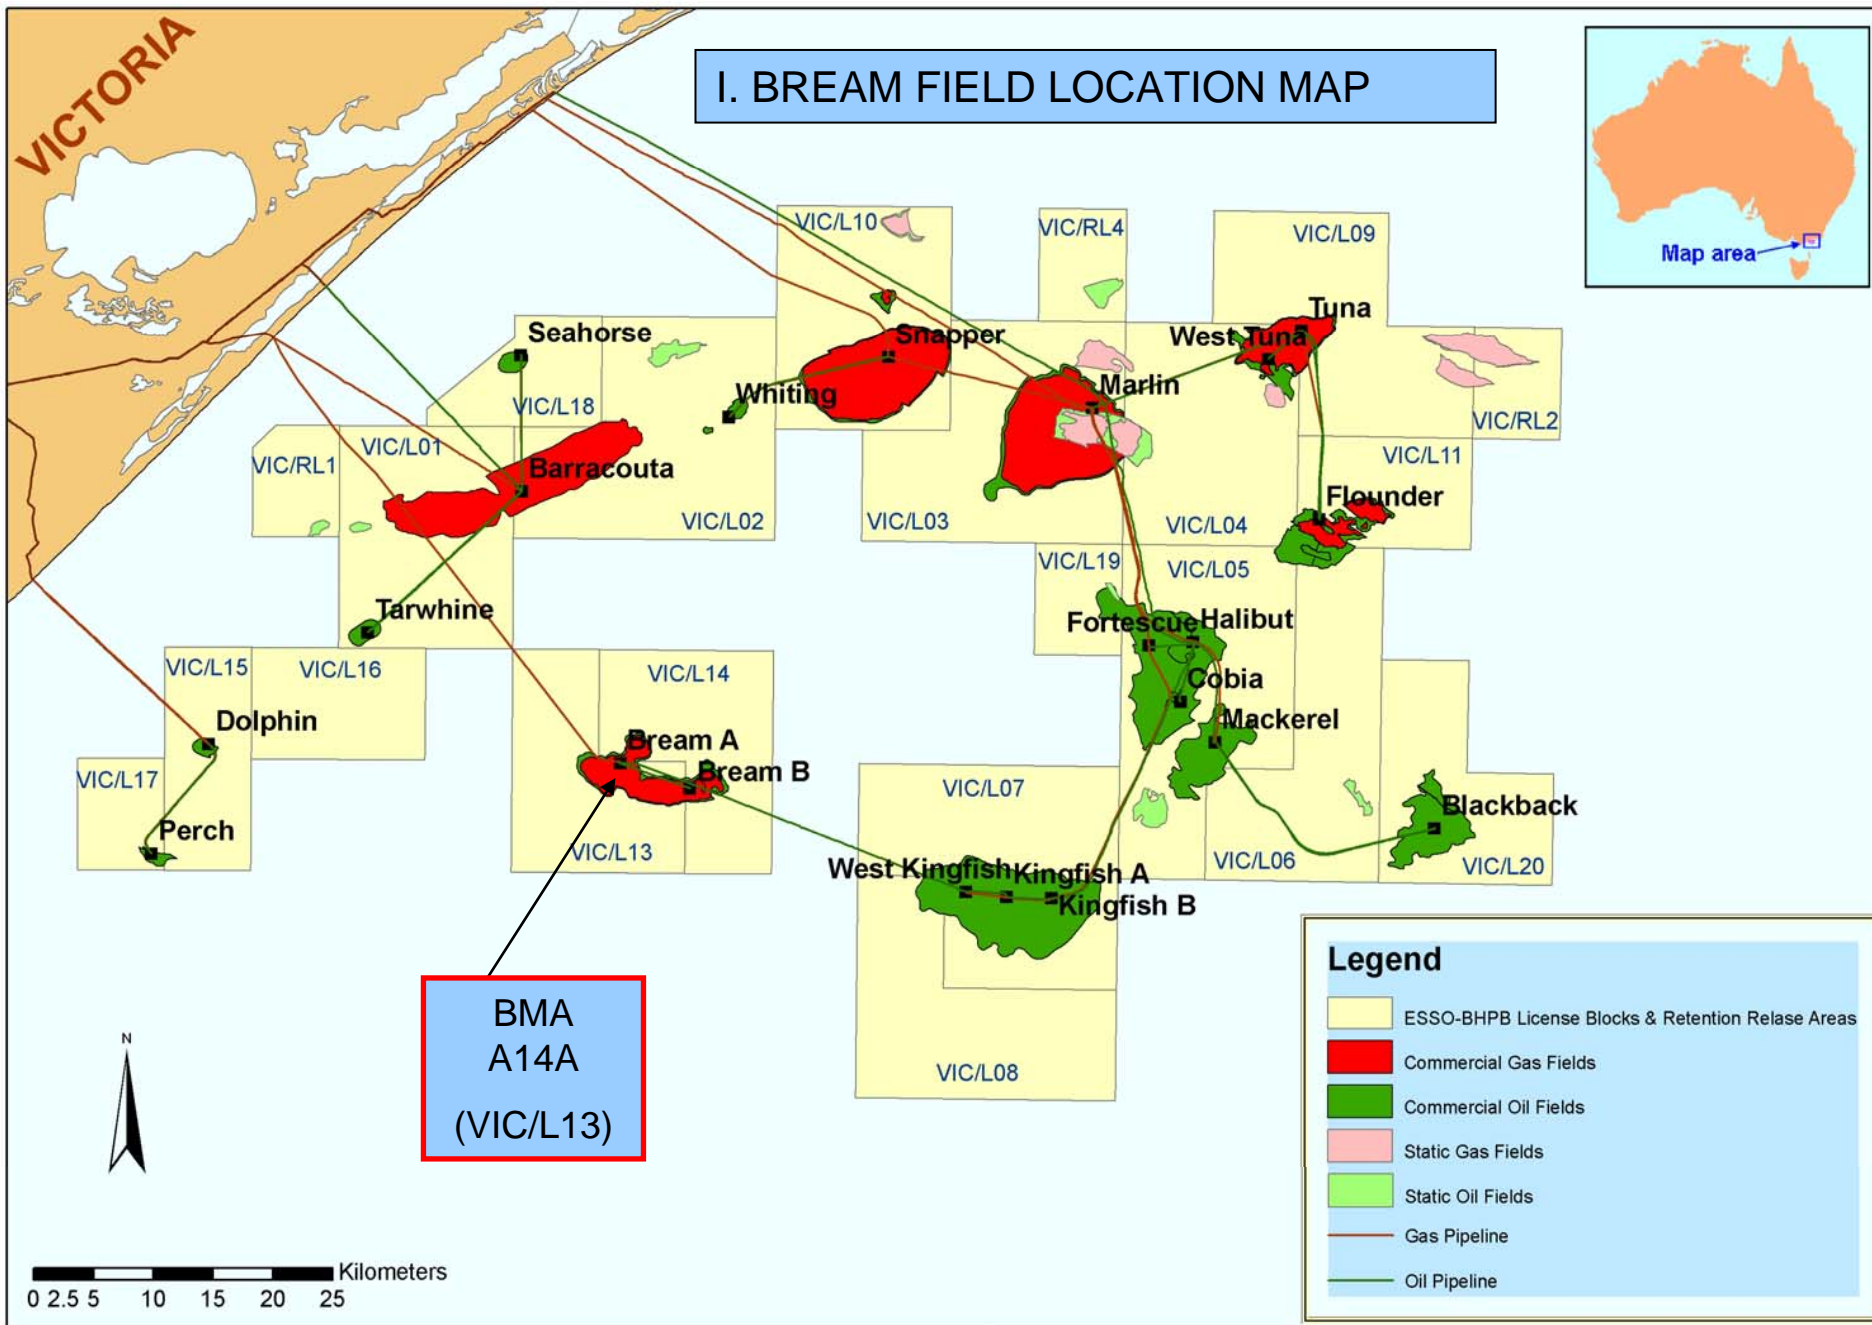 VICTORIA
I. BREAM FIELD LOCATION MAP
Map area
VIC/L10
VIC/RL4
VIC/L09
Seahorse
Snapper
Tuna
West Tuna
Whiting
Marlin
VIC/L18
VIC/RL2
VIC/L01
VIC/RL1
Barracouta
VIC/L11
Flounder
VIC/L02
VIC/L03
VIC/L04
VIC/L19
VIC/L05
Tarwhine
Fortescue
Halibut
VIC/L15
VIC/L16
VIC/L14
Cobia
Dolphin
Mackerel
Bream A
Bream B
VIC/L17
VIC/L07
Blackback
Perch
VIC/L13
VIC/L06
VIC/L20
West Kingfish
Kingfish A
Kingfish B
BMA
A14A
(VIC/L13)
VIC/L08
N
Kilometers
0 2.5 5 10 15 20 25
Legend
ESSO-BHPB License Blocks & Retention Relase Areas
Commercial Gas Fields
Commercial Oil Fields
Static Gas Fields
Static Oil Fields
Gas Pipeline
Oil Pipeline